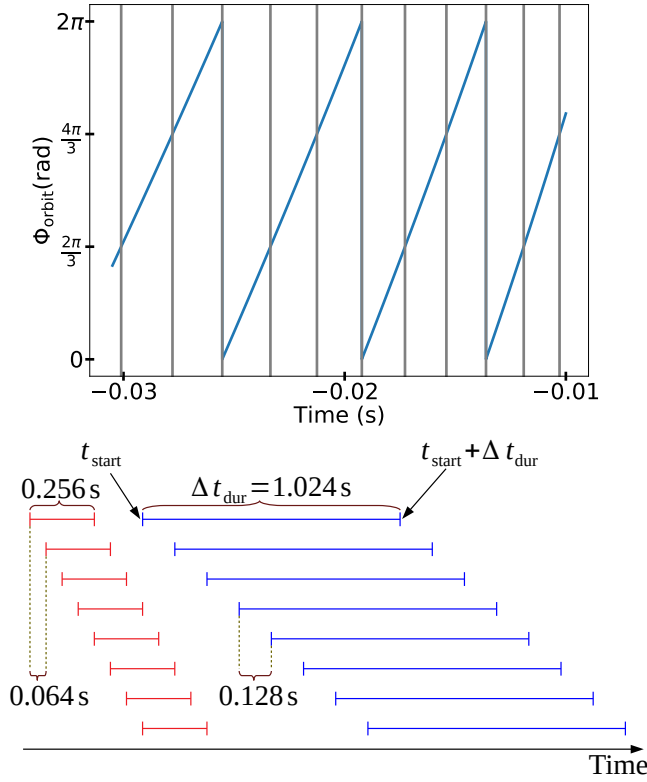 2π
4π/3
2π/3
0
Φorbit(rad)
−0.03
−0.02
−0.01
Time (s)
tstart
tstart+Δ tdur
0.256 s
Δ tdur=1.024 s
0.064 s
0.128 s
Time